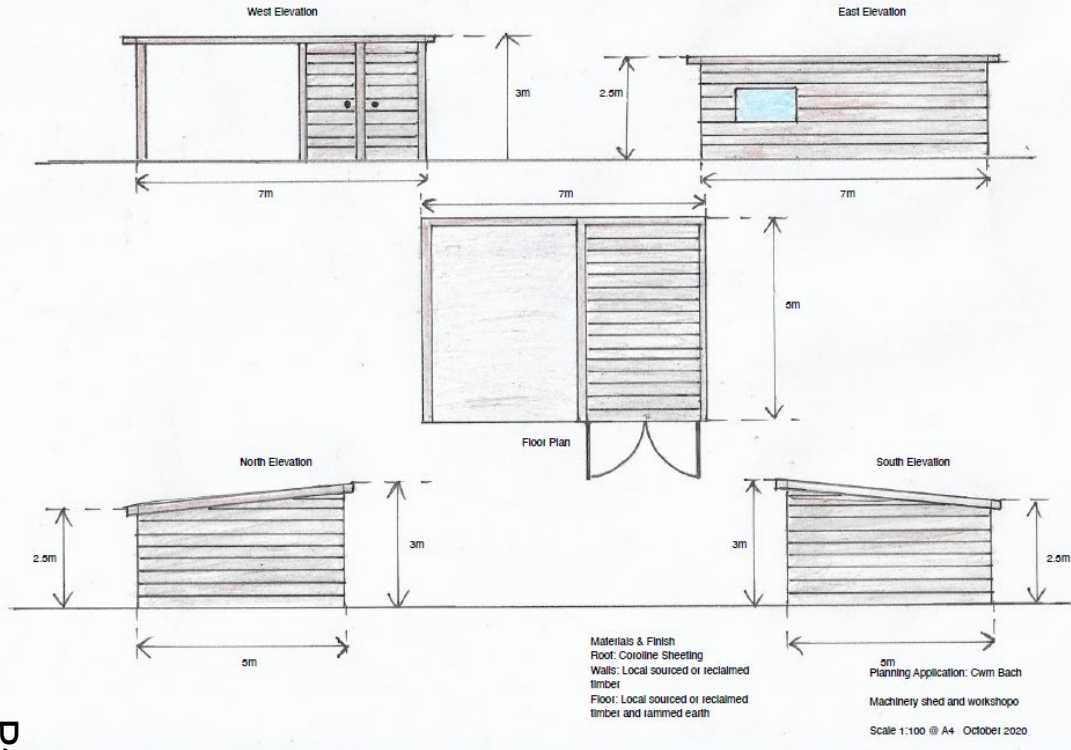 West Elevation
East Elevation
3m
2.5m
7m
7m
7m
5m
Floor Plan
North Elevation
South Elevation
2.5m
3m
3m
2.5m
5m
5m
Materials & Finish
Roof: Coroline Sheeting
Walls: Local sourced or reclaimed
timber
Floor: Local sourced or reclaimed
timber and rammed earth
Planning Application: Cwm Bach
Machinery shed and workshopo
Scale 1:100 @ A4 October 2020